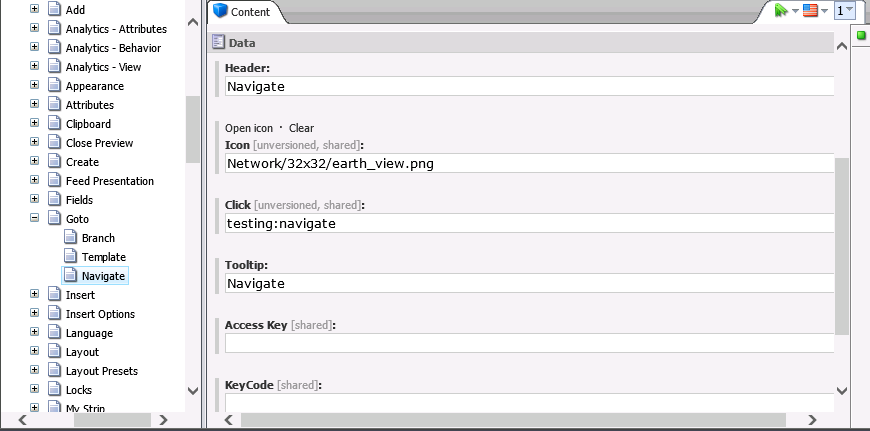 Add
Analytics - Attributes
Analytics - Behavior
Analytics - View
Appearance
Attributes
Clipboard
Close Preview
Create
Feed Presentation
Fields
Goto
Branch
Template
Navigate
Insert
Insert Options
Language
Layout
Layout Presets
Locks
My Strip
Content
1
Data
Header:
Navigate
Open icon · Clear
Icon [unversioned, shared]:
Network/32x32/earth_view.png
Click [unversioned, shared]:
testing:navigate
Tooltip:
Navigate
Access Key [shared]:
KeyCode [shared]: